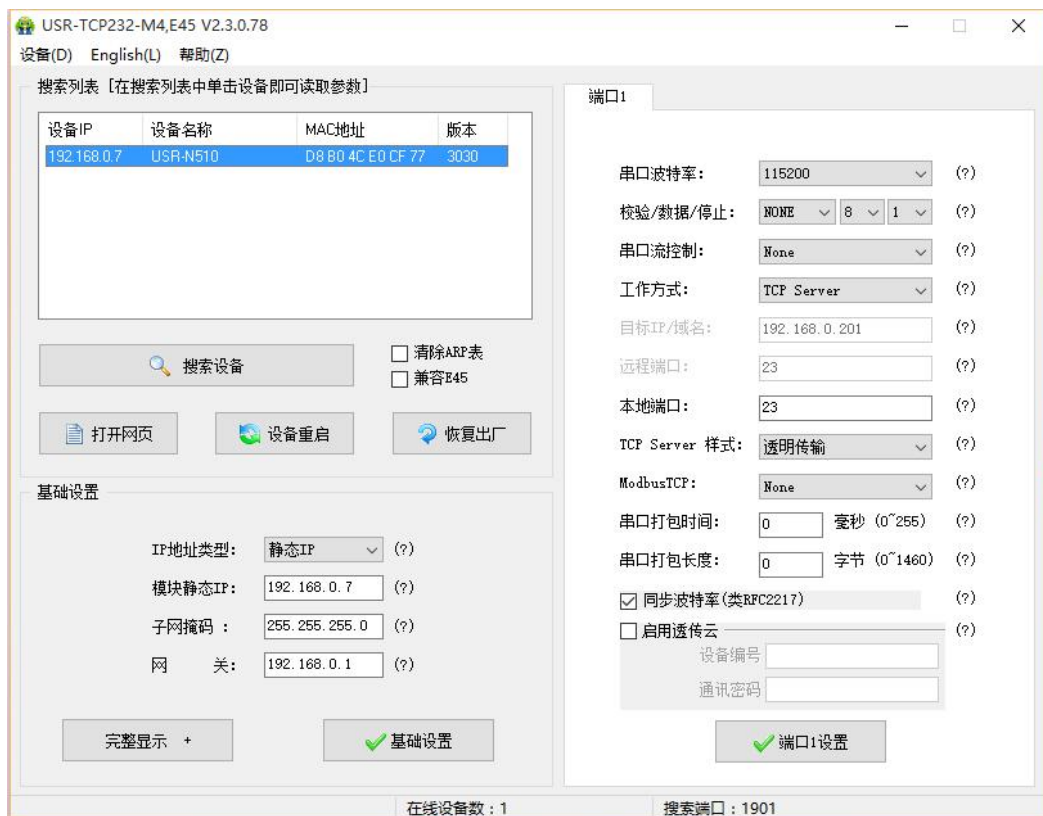 USR-TCP232-M4,E45 V2.3.0.78
设备(D) English(L) 帮助(Z)
搜索列表 [在搜索列表中单击设备即可读取参数]
设备IP 设备名称 MAC地址 版本
192.168.0.7 USR-N510 D8 B0 4C E0 CF 77 3030
搜索设备
清除ARP表
兼容E45
打开网页 设备重启 恢复出厂
基础设置
IP地址类型: 静态IP (?)
模块静态IP: 192.168.0.7 (?)
子网掩码 : 255.255.255.0 (?)
网 关: 192.168.0.1 (?)
完整显示 + 基础设置
端口1
串口波特率: 115200 (?)
校验/数据/停止: NONE 8 1 (?)
串口流控制: None (?)
工作方式: TCP Server (?)
目标IP/域名: 192.168.0.201 (?)
远程端口: 23 (?)
本地端口: 23 (?)
TCP Server 样式: 透明传输 (?)
ModbusTCP: None (?)
串口打包时间: 0 毫秒 (0~255) (?)
串口打包长度: 0 字节 (0~1460) (?)
同步波特率(类RFC2217) (?)
启用透传云 (?)
设备编号
通讯密码
端口1设置
在线设备数：1 搜索端口：1901